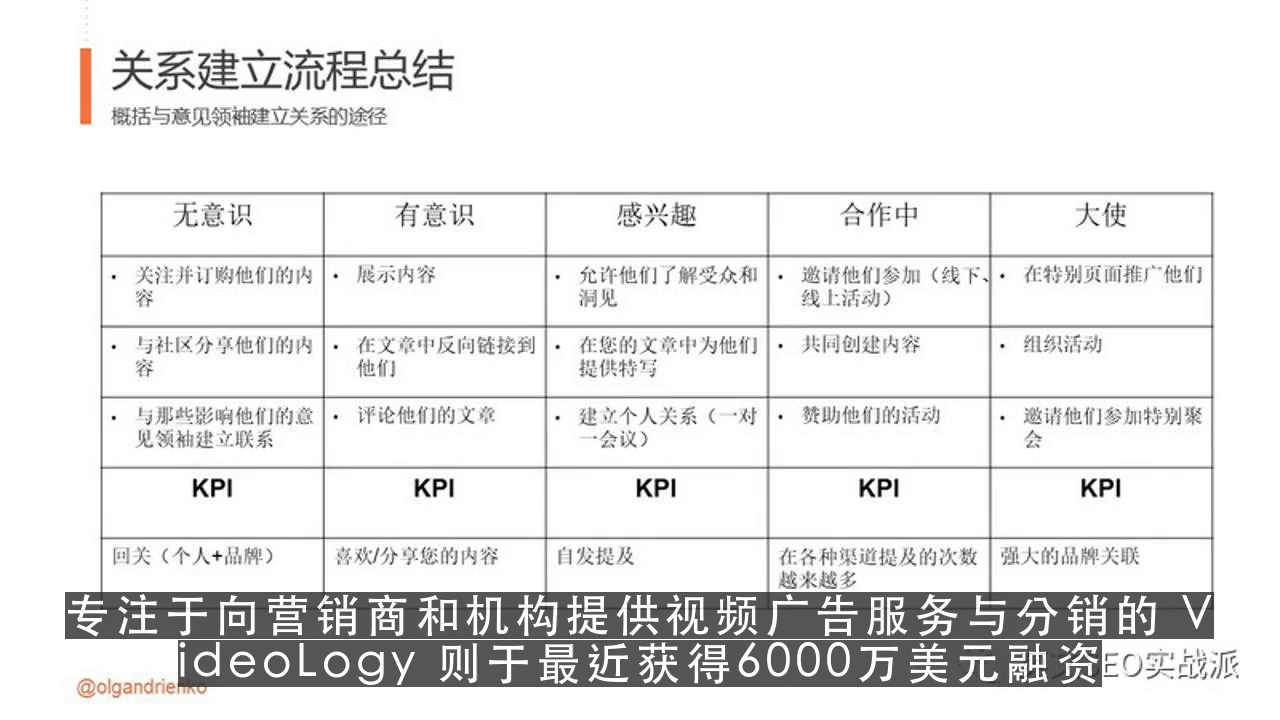 关系建立流程总结
概括与意见领袖建立关系的途径
无意识 有意识 感兴趣 合作中 大使
• 关注并订购他们的内容 • 展示内容 • 允许他们了解受众和洞见 • 邀请他们参加（线下、线上活动） • 在特别页面推广他们
• 与社区分享他们的内容 • 在文章中反向链接到他们 • 在您的文章中为他们提供特写 • 共同创建内容 • 组织活动
• 与那些影响他们的意见领袖建立联系 • 评论他们的文章 • 建立个人关系（一对一会议） • 赞助他们的活动 • 邀请他们参加特别聚会
KPI KPI KPI KPI KPI
回关（个人+品牌） 喜欢/分享您的内容 自发提及 在各种渠道提及的次数越来越多 强大的品牌关联
专注于向营销商和机构提供视频广告服务与分销的 V
ideoLogy 则于最近获得6000万美元融资
@olgandrienko
EO实战派